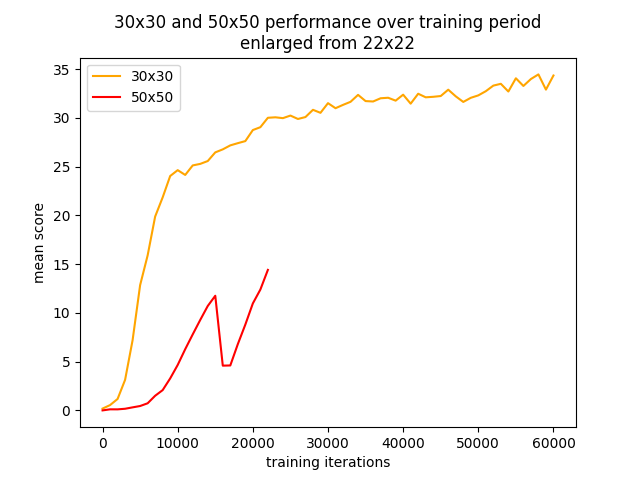 30x30 and 50x50 performance over training period
enlarged from 22x22
30x30
50x50
mean score
35
30
25
20
15
10
5
0
0 10000 20000 30000 40000 50000 60000
training iterations